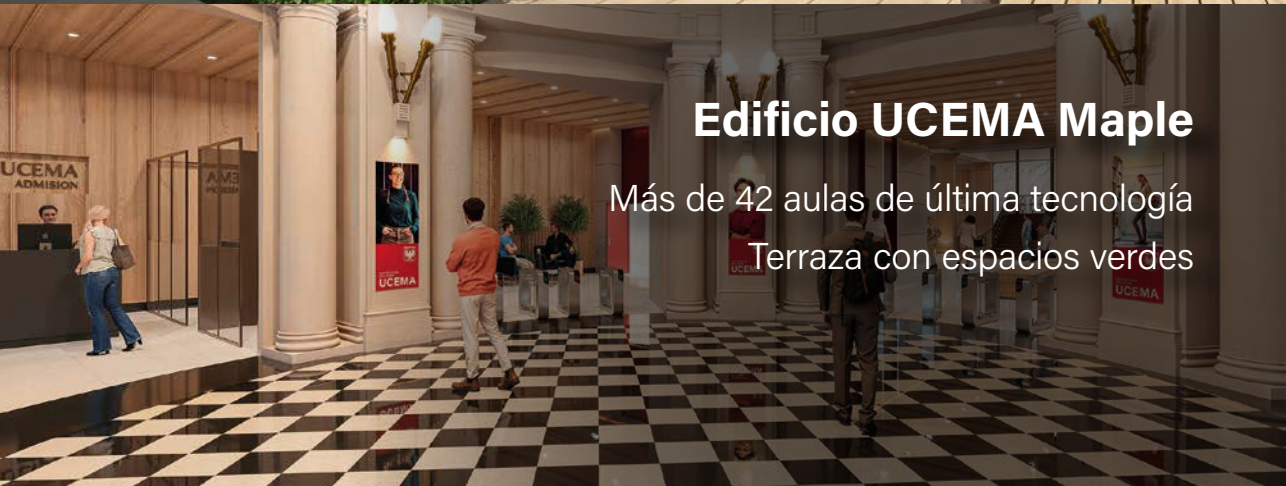 Edificio UCEMA Maple
Más de 42 aulas de última tecnología
Terraza con espacios verdes
UCEMA
ADMISION
UCEMA
UCEMA
UCEMA